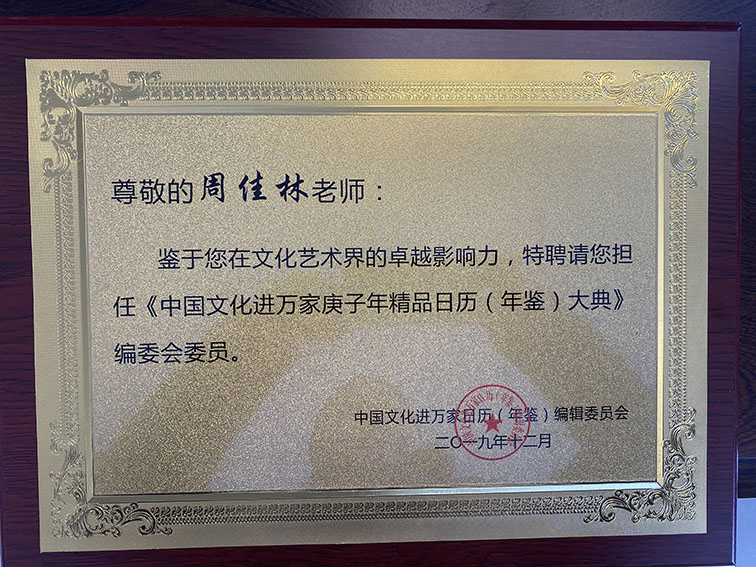 尊敬的周佳林老师：
鉴于您在文化艺术界的卓越影响力，特聘请您担
任《中国文化进万家庚子年精品日历（年鉴）大典》
编委会委员。
中国文化进万家日历（年鉴）编辑委员会
二〇一九年十二月